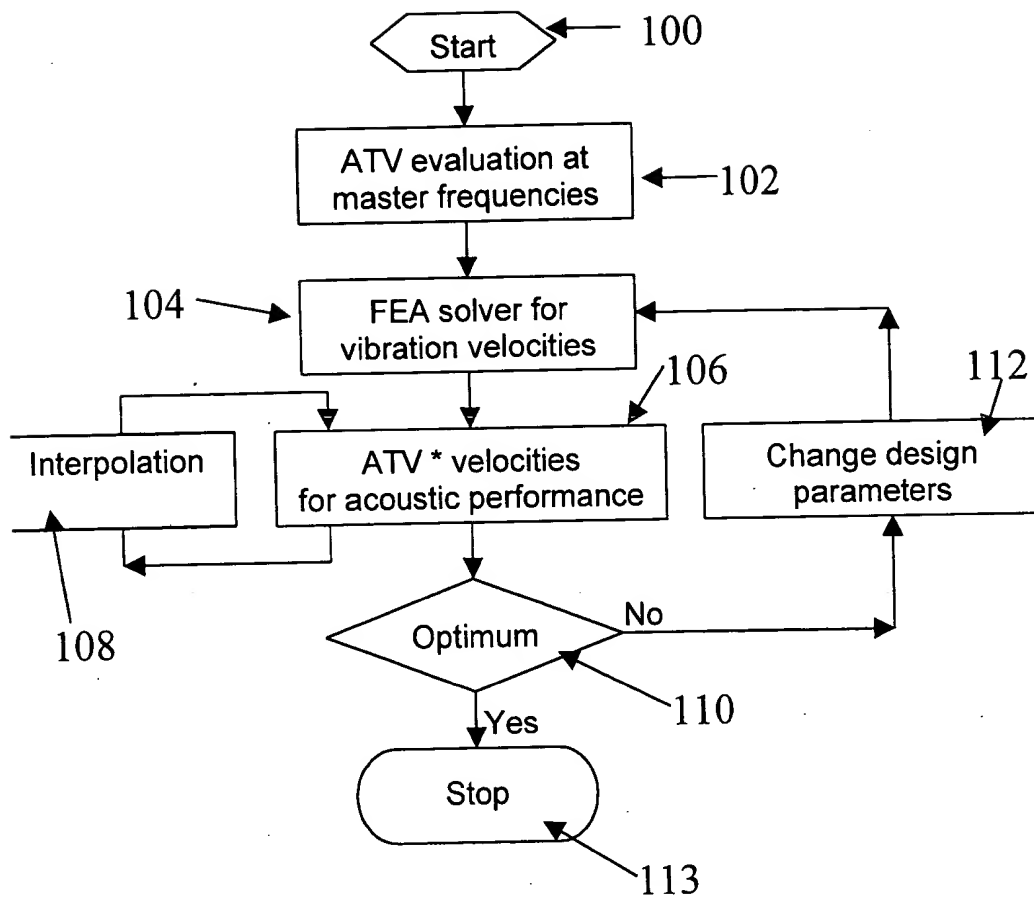 Start
100
ATV evaluation at
master frequencies
102
104
FEA solver for
vibration velocities
106
112
Interpolation
ATV * velocities
for acoustic performance
Change design
parameters
108
Optimum
No
110
Yes
Stop
113